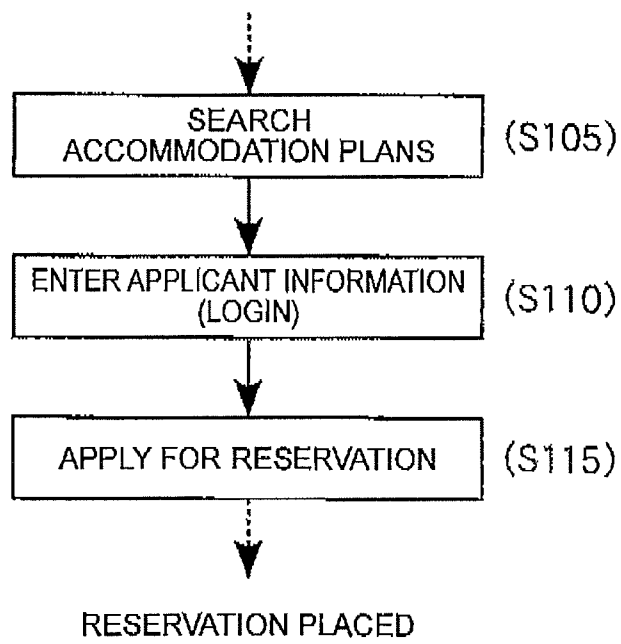 SEARCH
ACCOMMODATION PLANS
(S105)
ENTER APPLICANT INFORMATION
(LOGIN)
(S110)
APPLY FOR RESERVATION
(S115)
RESERVATION PLACED